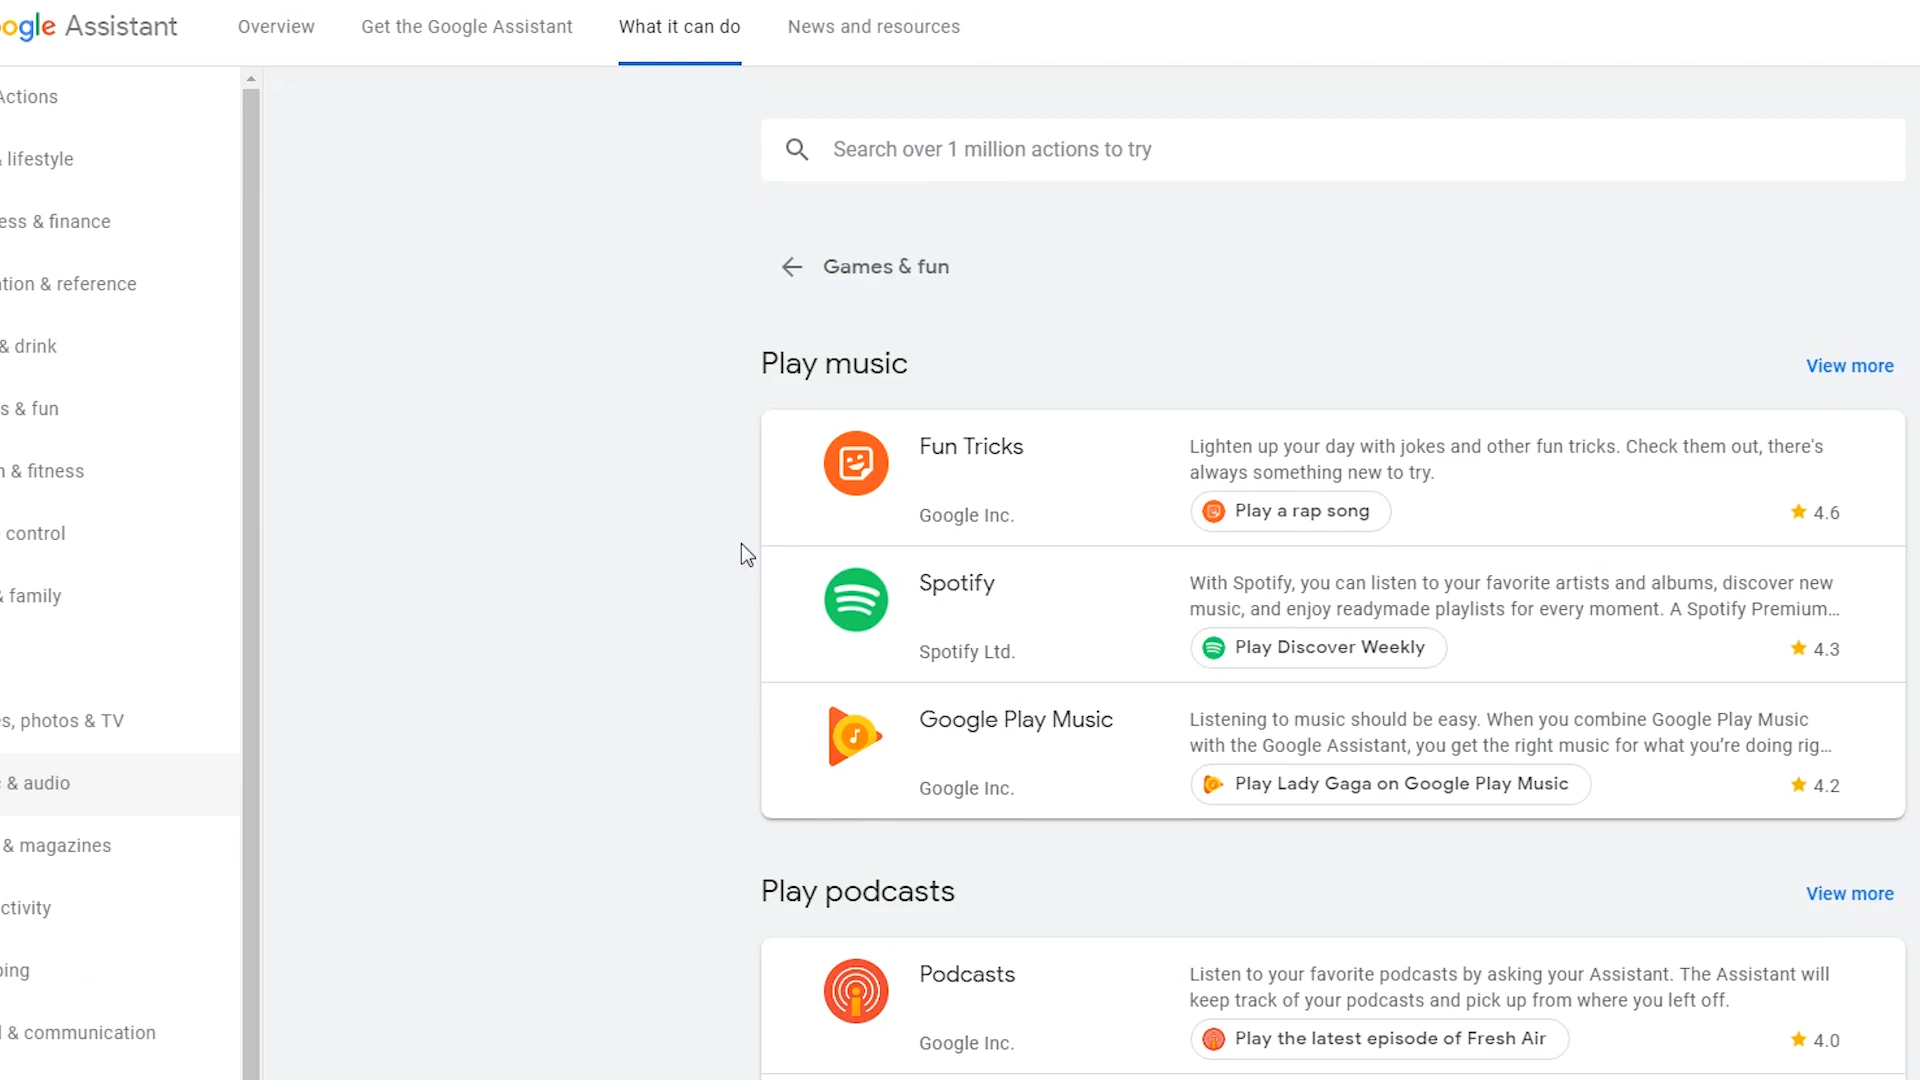 ogle Assistant
Overview
Get the Google Assistant
What it can do
News and resources
Actions
& lifestyle
ess & finance
tion & reference
& drink
s & fun
& fitness
control
& family
s, photos & TV
& audio
& magazines
ctivity
ping
& communication
Search over 1 million actions to try
Games & fun
Play music
View more
Fun Tricks
Google Inc.
Lighten up your day with jokes and other fun tricks. Check them out, there's
always something new to try.
Play a rap song
4.6
Spotify
Spotify Ltd.
With Spotify, you can listen to your favorite artists and albums, discover new
music, and enjoy readymade playlists for every moment. A Spotify Premium...
Play Discover Weekly
4.3
Google Play Music
Google Inc.
Listening to music should be easy. When you combine Google Play Music
with the Google Assistant, you get the right music for what you’re doing rig...
Play Lady Gaga on Google Play Music
4.2
Play podcasts
View more
Podcasts
Google Inc.
Listen to your favorite podcasts by asking your Assistant. The Assistant will
keep track of your podcasts and pick up from where you left off.
Play the latest episode of Fresh Air
4.0